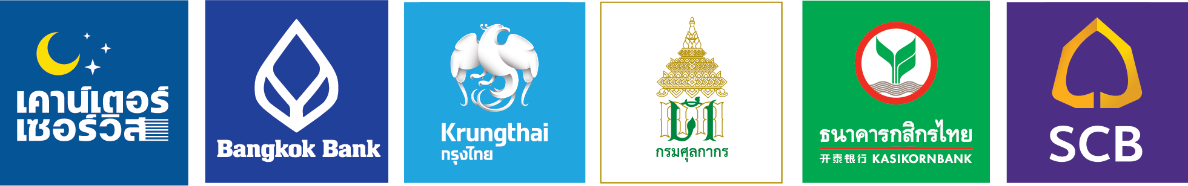 เคาน์เตอร์
เซอร์วิส
Bangkok Bank
Krungthai
กรุงไทย
กรมศุลกากร
ธนาคารกสิกรไทย
开泰银行 KASIKORNBANK
SCB